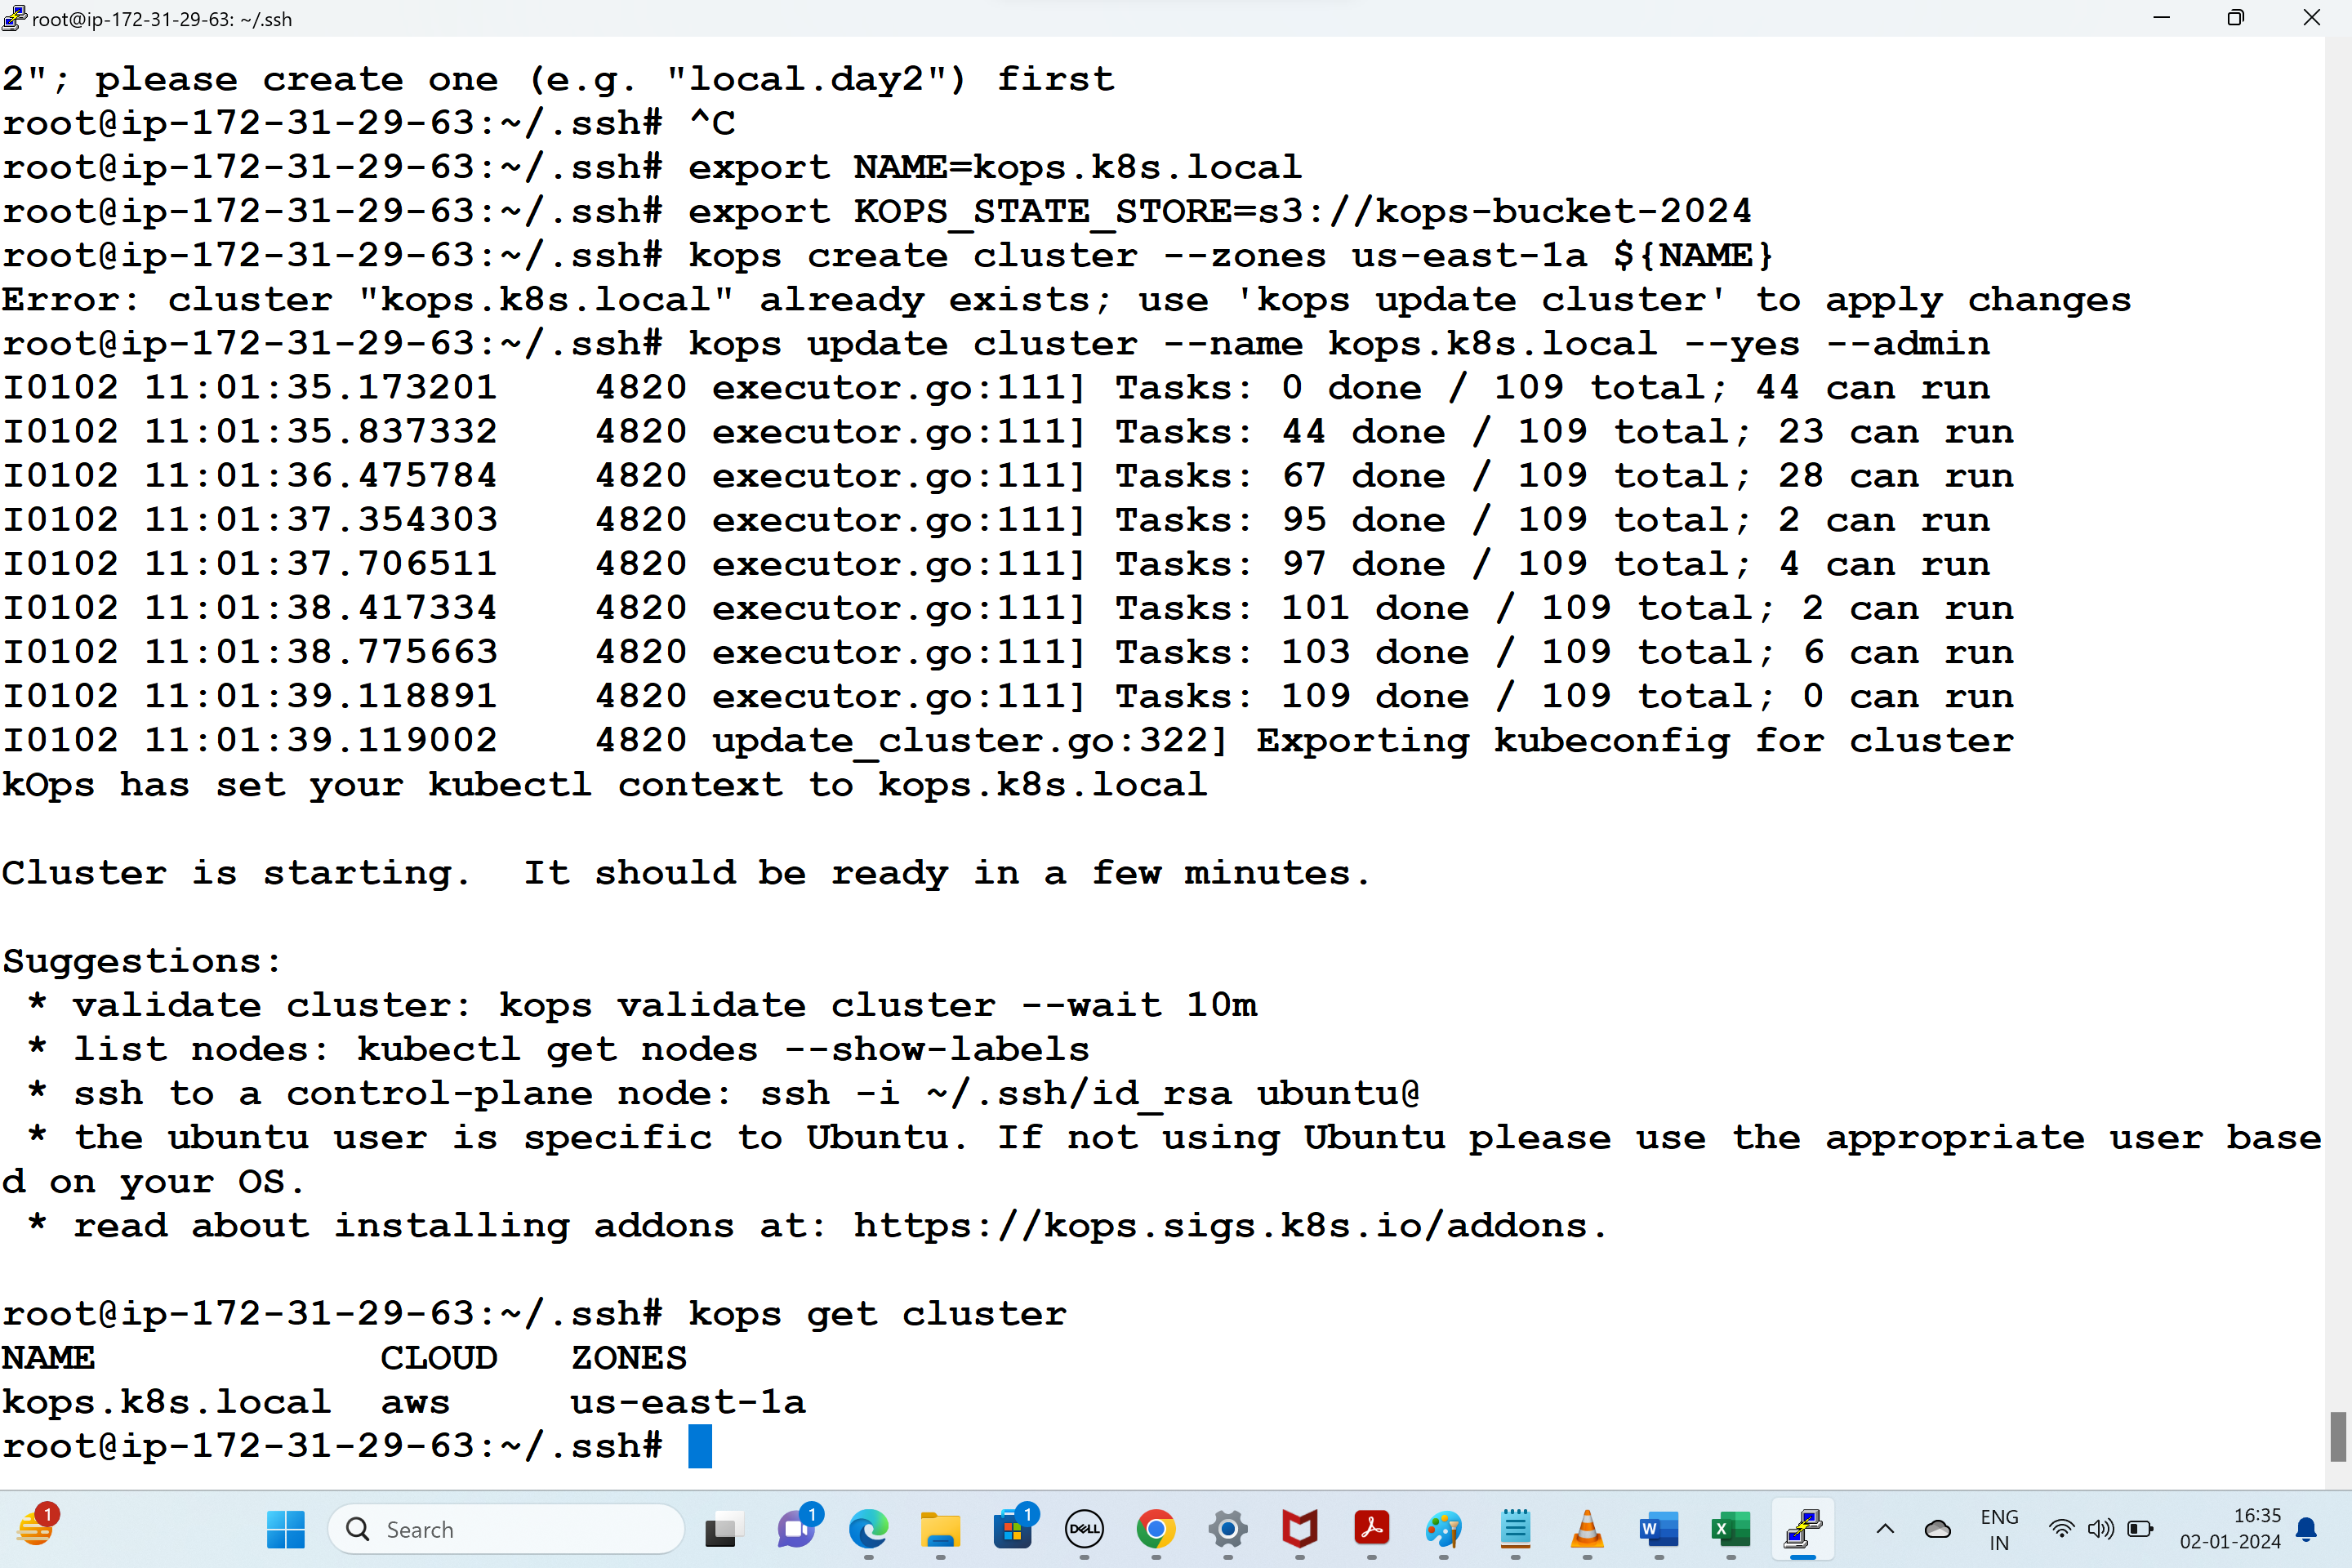 root@ip-172-31-29-63: ~/.ssh
2"; please create one (e.g. "local.day2") first
root@ip-172-31-29-63:~/.ssh# ^C
root@ip-172-31-29-63:~/.ssh# export NAME=kops.k8s.local
root@ip-172-31-29-63:~/.ssh# export KOPS_STATE_STORE=s3://kops-bucket-2024
root@ip-172-31-29-63:~/.ssh# kops create cluster --zones us-east-1a ${NAME}
Error: cluster "kops.k8s.local" already exists; use 'kops update cluster' to apply changes
root@ip-172-31-29-63:~/.ssh# kops update cluster --name kops.k8s.local --yes --admin
I0102 11:01:35.173201    4820 executor.go:111] Tasks: 0 done / 109 total; 44 can run
I0102 11:01:35.837332    4820 executor.go:111] Tasks: 44 done / 109 total; 23 can run
I0102 11:01:36.475784    4820 executor.go:111] Tasks: 67 done / 109 total; 28 can run
I0102 11:01:37.354303    4820 executor.go:111] Tasks: 95 done / 109 total; 2 can run
I0102 11:01:37.706511    4820 executor.go:111] Tasks: 97 done / 109 total; 4 can run
I0102 11:01:38.417334    4820 executor.go:111] Tasks: 101 done / 109 total; 2 can run
I0102 11:01:38.775663    4820 executor.go:111] Tasks: 103 done / 109 total; 6 can run
I0102 11:01:39.118891    4820 executor.go:111] Tasks: 109 done / 109 total; 0 can run
I0102 11:01:39.119002    4820 update_cluster.go:322] Exporting kubeconfig for cluster
kOps has set your kubectl context to kops.k8s.local
Cluster is starting.  It should be ready in a few minutes.
Suggestions:
 * validate cluster: kops validate cluster --wait 10m
 * list nodes: kubectl get nodes --show-labels
 * ssh to a control-plane node: ssh -i ~/.ssh/id_rsa ubuntu@
 * the ubuntu user is specific to Ubuntu. If not using Ubuntu please use the appropriate user base
d on your OS.
 * read about installing addons at: https://kops.sigs.k8s.io/addons.
root@ip-172-31-29-63:~/.ssh# kops get cluster
NAME            CLOUD   ZONES
kops.k8s.local  aws     us-east-1a
root@ip-172-31-29-63:~/.ssh#
1
Search
1
1
DELL
W
X
ENG
IN
16:35
02-01-2024